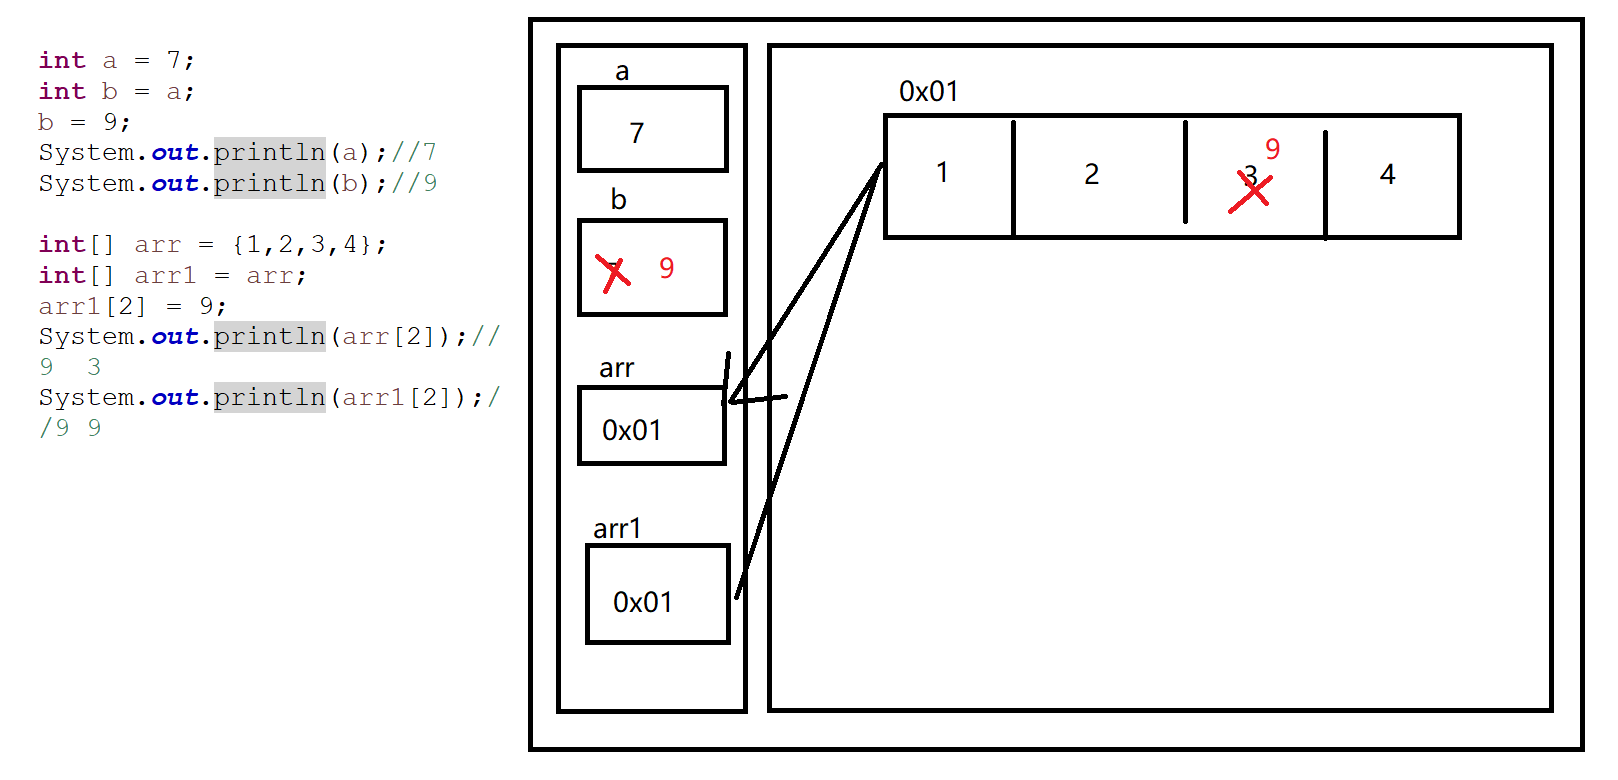 int a = 7;
int b = a;
b = 9;
System.out.println(a);//7
System.out.println(b);//9
int[] arr = {1,2,3,4};
int[] arr1 = arr;
arr1[2] = 9;
System.out.println(arr[2]);//
9  3
System.out.println(arr1[2]);/
/9 9
a
7
b
9
arr
0x01
arr1
0x01
0x01
9
1 2 3 4